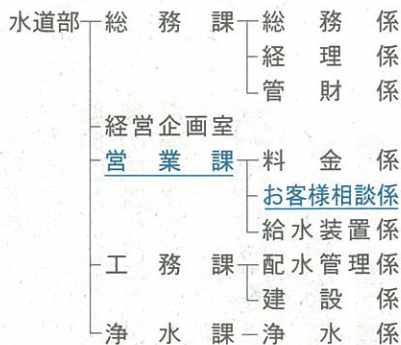 水道部 総務課 総務係
経理係
管財係
経営企画室
営業課 料金係
お客様相談係
給水装置係
工務課 配水管理係
建設係
浄水課 浄水係